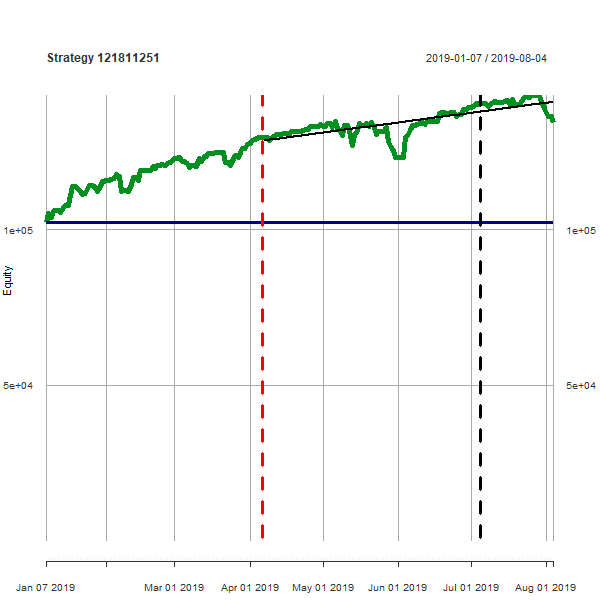 Strategy 121811251
2019-01-07 / 2019-08-04
1e+05
1e+05
Equity
5e+04
5e+04
Jan 07 2019
Mar 01 2019
Apr 01 2019
May 01 2019
Jun 01 2019
Jul 01 2019
Aug 01 2019